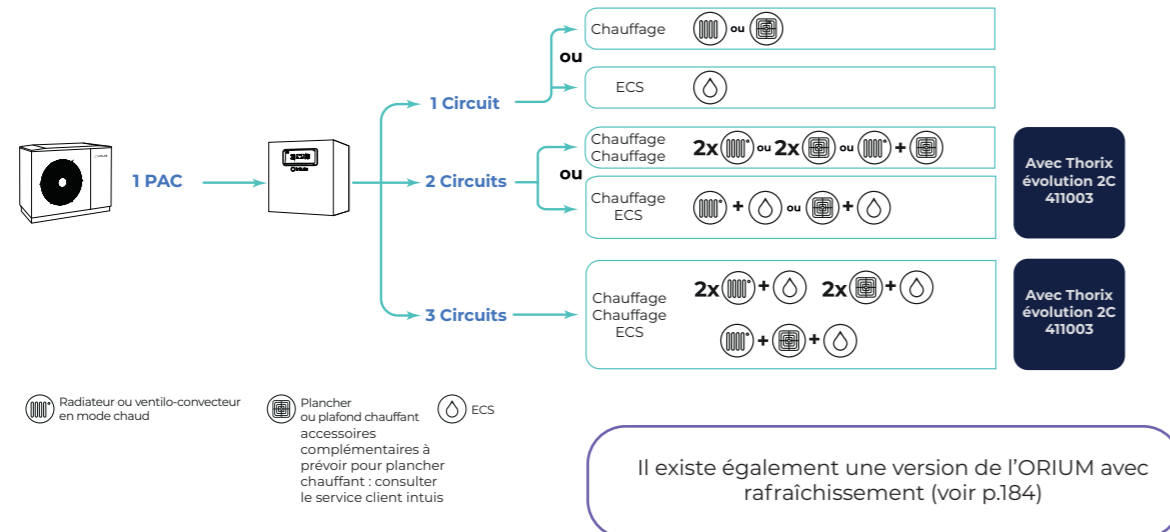 Chauffage
ou
ou
ECS
1 Circuit
1 PAC
2 Circuits
Chauffage
Chauffage
2x ou 2x ou +
ou
Chauffage
ECS
+ ou +
Avec Thorix
évolution 2C
411003
3 Circuits
Chauffage
Chauffage
ECS
2x + 2x +
+ +
Avec Thorix
évolution 2C
411003
Radiateur ou ventilo-convecteur
en mode chaud
Plancher
ou plafond chauffant
accessoires
complémentaires à
prévoir pour plancher
chauffant : consulter
le service client intuis
ECS
Il existe également une version de l’ORIUM avec
rafraîchissement (voir p.184)